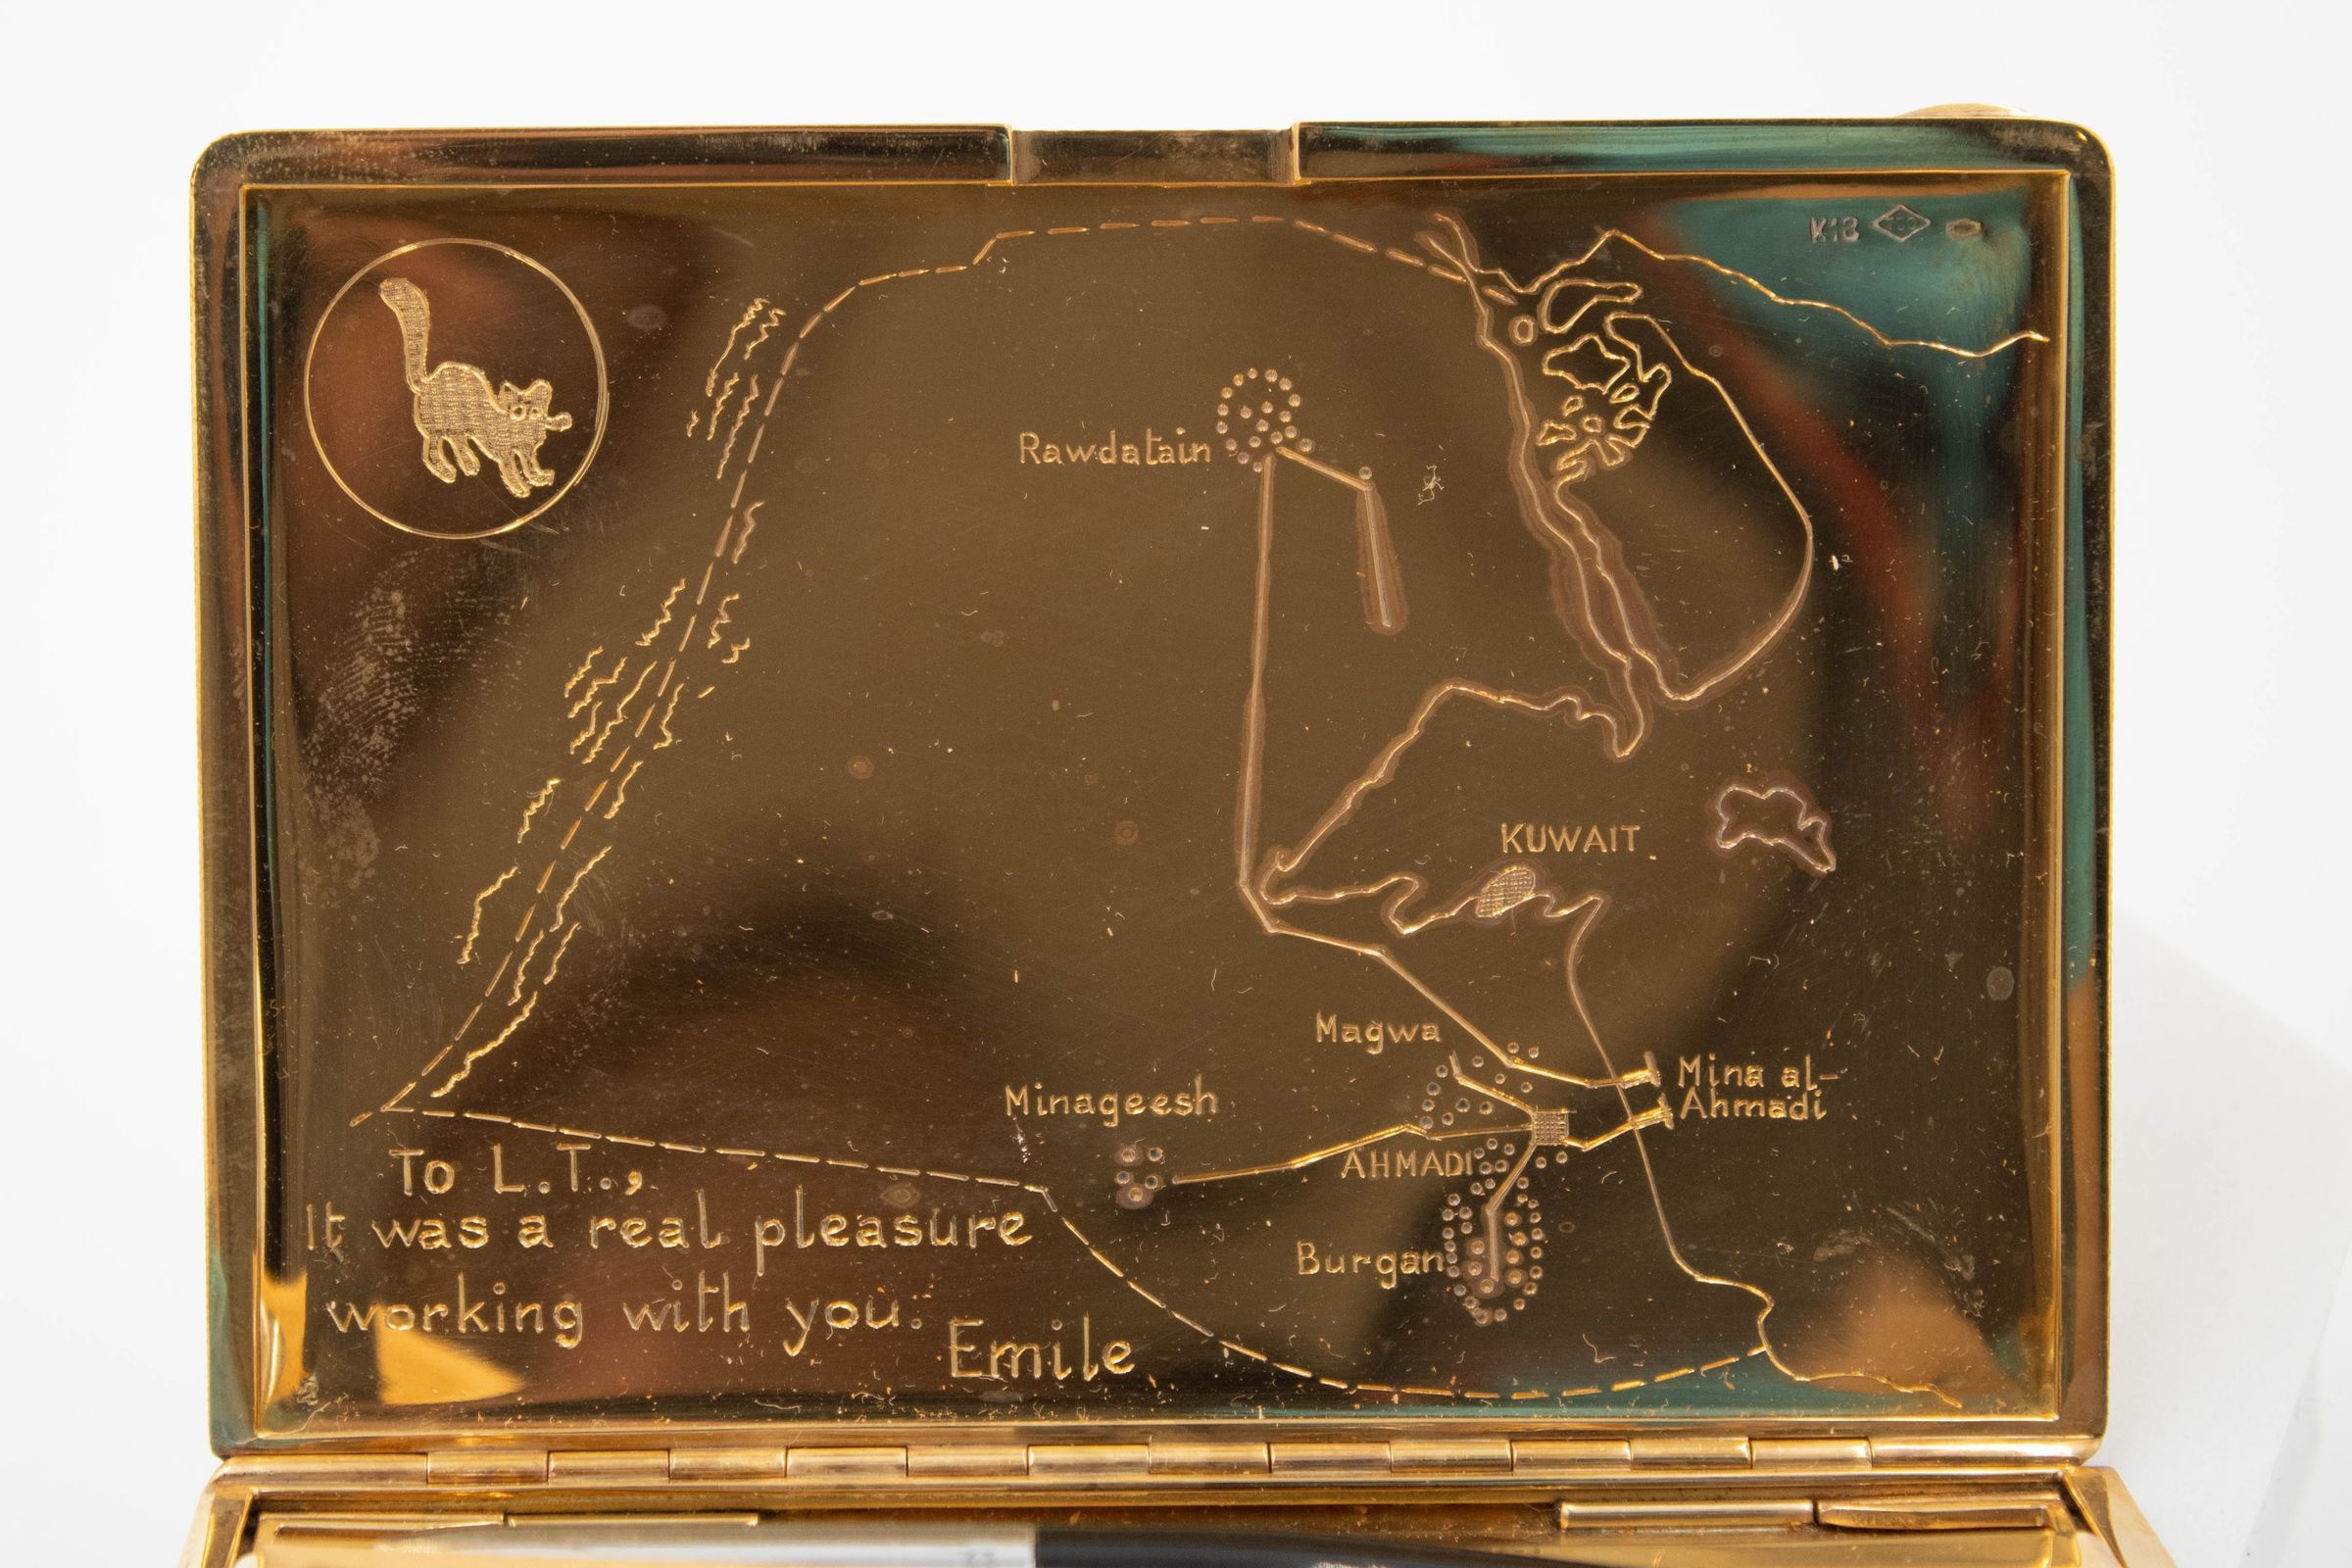 K18 750
Rawdatain
KUWAIT
Magwa
Mina al-
Ahmadi
Minageesh
AHMADI
Burgan
To L.T.,
It was a real pleasure
working with you.
Emile